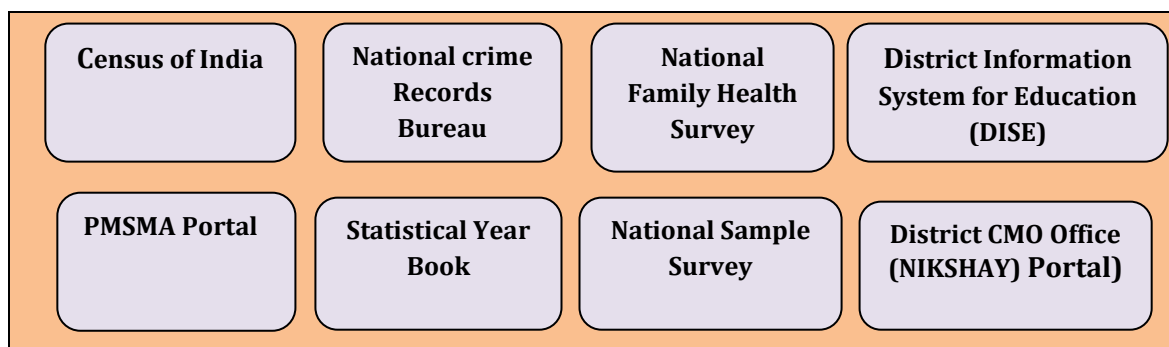 Census of India
National crime
Records
Bureau
National
Family Health
Survey
District Information
System for Education
(DISE)
PMSMA Portal
Statistical Year
Book
National Sample
Survey
District CMO Office
(NIKSHAY) Portal)